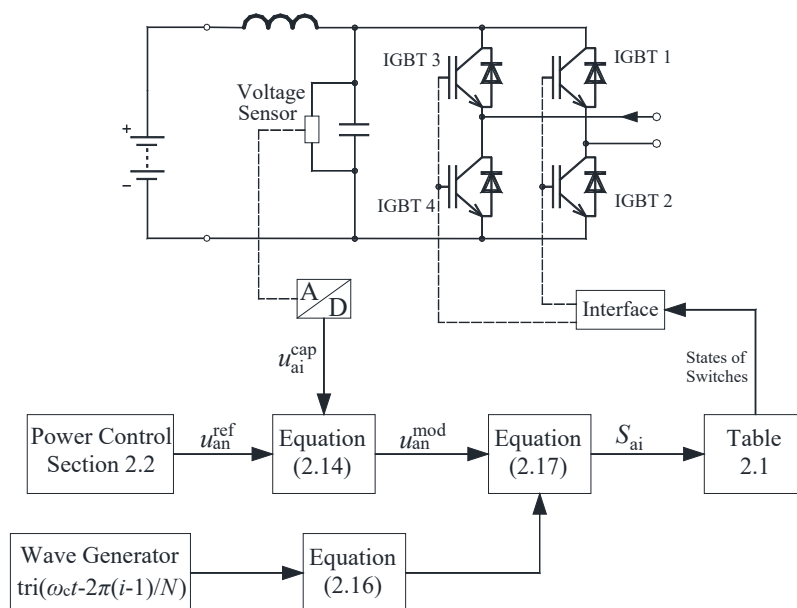 IGBT 3
IGBT 1
Voltage
Sensor
+
−
IGBT 4
IGBT 2
A
D
Interface
u_ai^cap
States of
Switches
Power Control
Section 2.2
u_an^ref
Equation
(2.14)
u_an^mod
Equation
(2.17)
S_ai
Table
2.1
Wave Generator
tri(ω_ct-2π(i-1)/N)
Equation
(2.16)